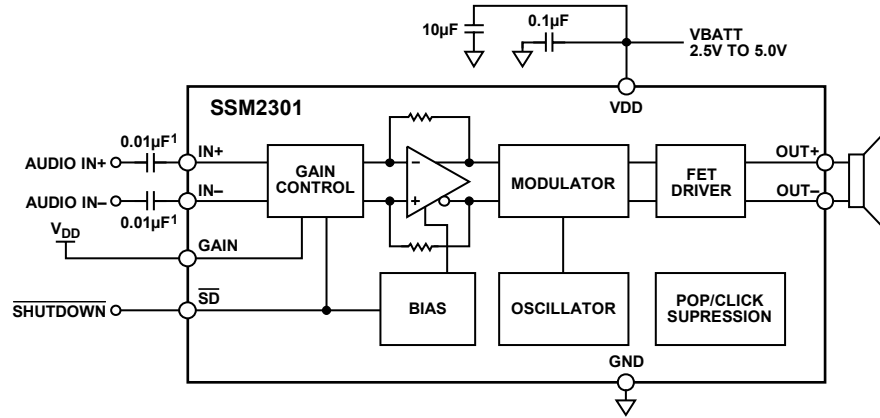 10µF
0.1µF
VBATT
2.5V TO 5.0V
SSM2301
VDD
0.01µF1
AUDIO IN+
IN+
GAIN
CONTROL
−
+
MODULATOR
FET
DRIVER
OUT+
AUDIO IN–
IN–
OUT–
0.01µF1
VDD
GAIN
SHUTDOWN
SD
BIAS
OSCILLATOR
POP/CLICK
SUPRESSION
GND